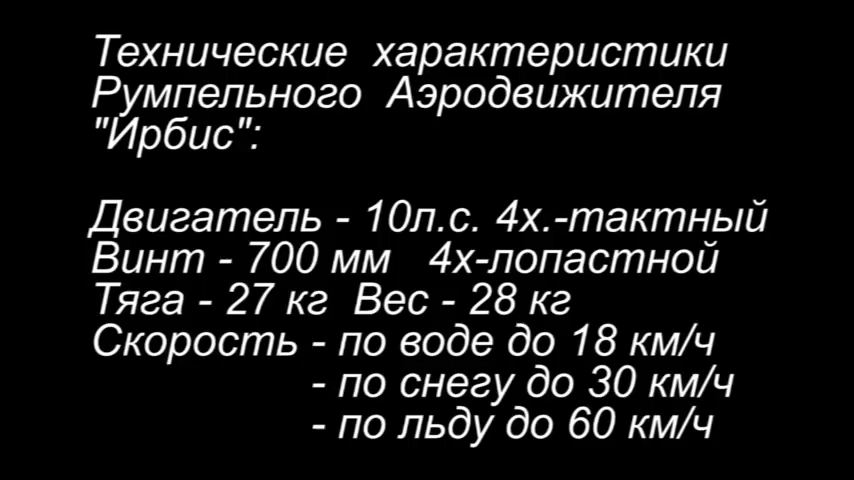 Технические характеристики
Румпельного Аэродвижителя
"Ирбис":
Двигатель - 10л.с. 4х.-тактный
Винт - 700 мм 4х-лопастной
Тяга - 27 кг Вес - 28 кг
Скорость - по воде до 18 км/ч
- по снегу до 30 км/ч
- по льду до 60 км/ч